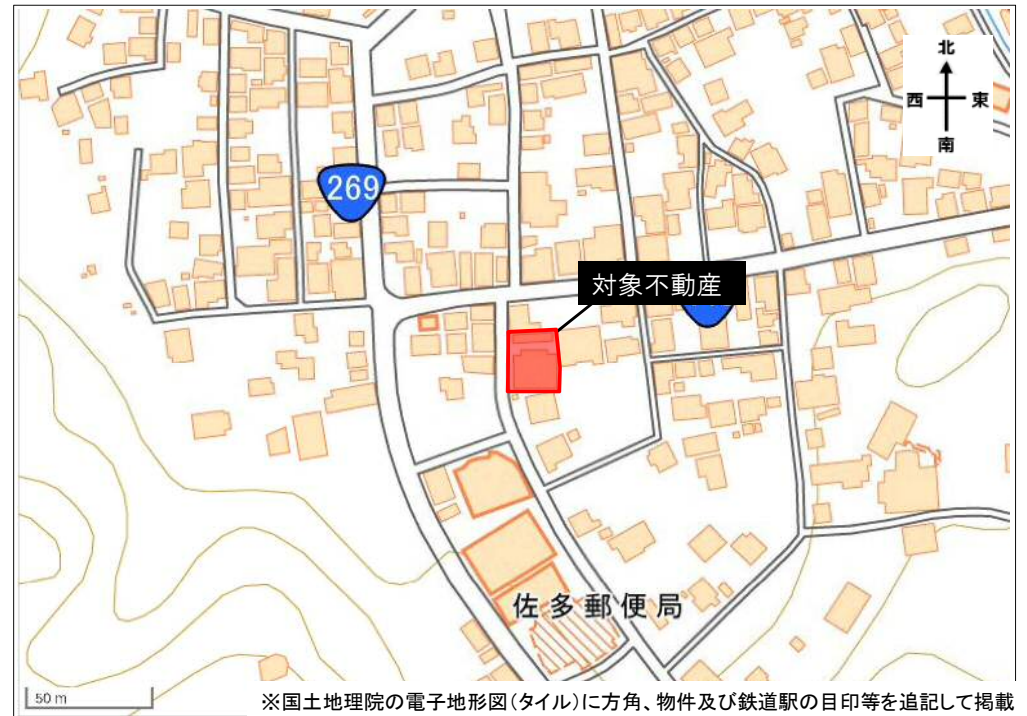 北
西
東
南
269
対象不動産
佐多郵便局
50 m
※国土地理院の電子地形図(タイル)に方角、物件及び鉄道駅の目印等を追記して掲載